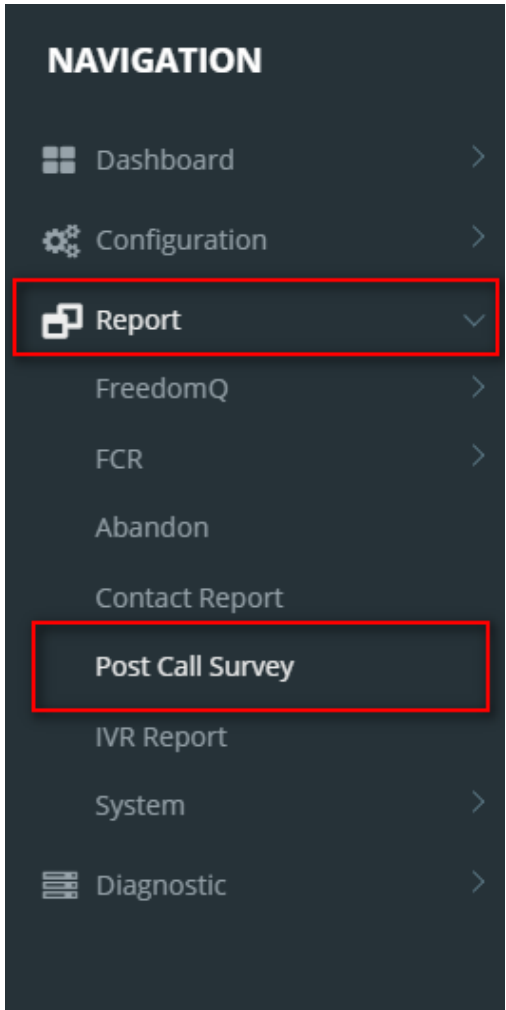 NAVIGATION
Dashboard
Configuration
Report
FreedomQ
FCR
Abandon
Contact Report
Post Call Survey
IVR Report
System
Diagnostic